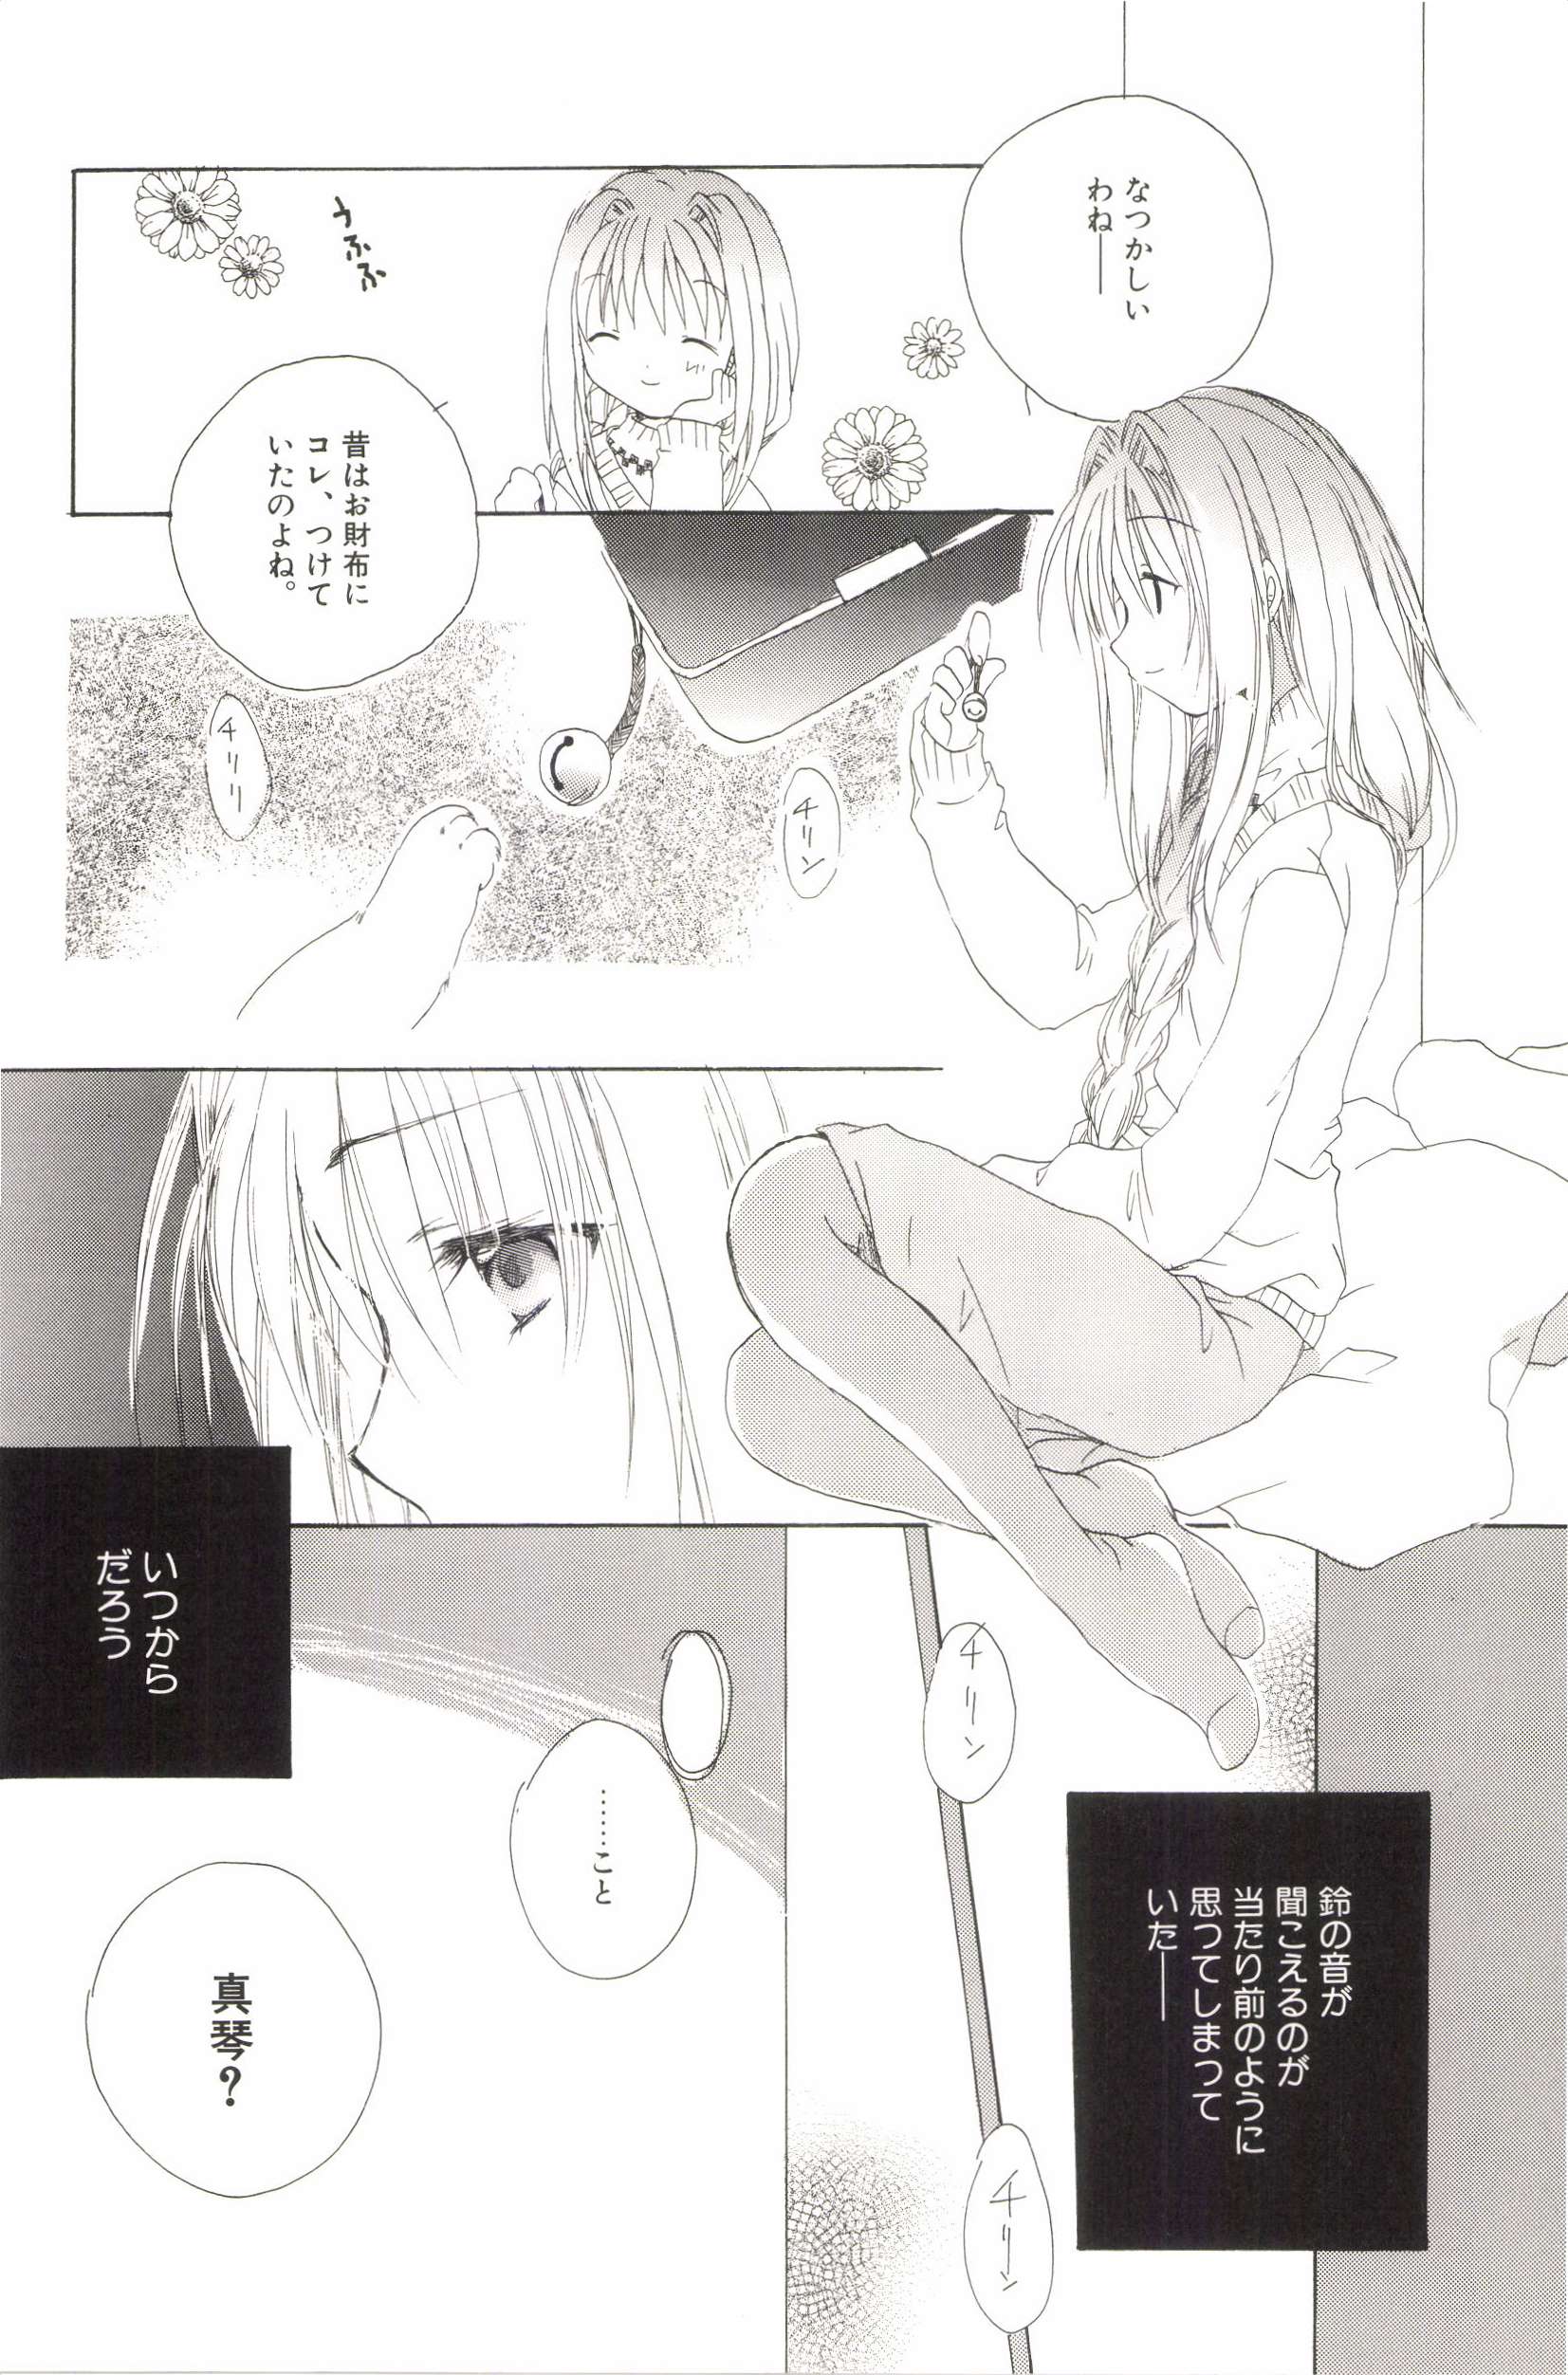 なつかしい
わね——
うふふ
昔はお財布に
コレ、つけて
いたのよね。
チリン
チリリ
いつから
だろう
鈴の音が
聞こえるのが
当たり前のように
思ってしまって
いた——
チリーン
チリーン
……こと
真琴?